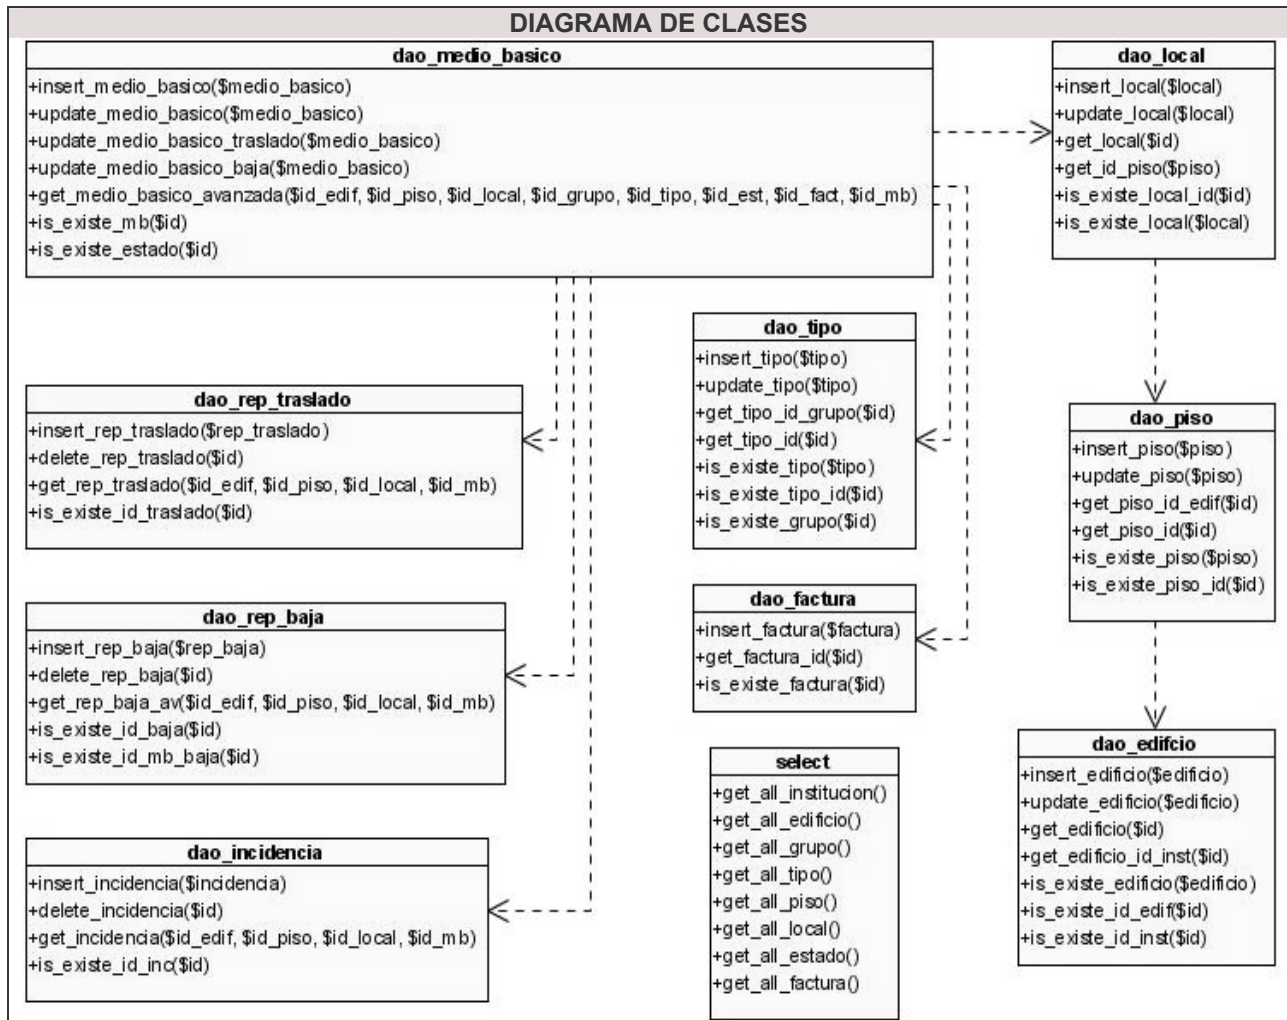 DIAGRAMA DE CLASES
dao_medio_basico
+insert_medio_basico($medio_basico)
+update_medio_basico($medio_basico)
+update_medio_basico_traslado($medio_basico)
+update_medio_basico_baja($medio_basico)
+get_medio_basico_avanzada($id_edif, $id_piso, $id_local, $id_grupo, $id_tipo, $id_est, $id_fact, $id_mb)
+is_existe_mb($id)
+is_existe_estado($id)
dao_local
+insert_local($local)
+update_local($local)
+get_local($id)
+get_id_piso($piso)
+is_existe_local_id($id)
+is_existe_local($local)
dao_tipo
+insert_tipo($tipo)
+update_tipo($tipo)
+get_tipo_id_grupo($id)
+get_tipo_id($id)
+is_existe_tipo($tipo)
+is_existe_tipo_id($id)
+is_existe_grupo($id)
dao_rep_traslado
+insert_rep_traslado($rep_traslado)
+delete_rep_traslado($id)
+get_rep_traslado($id_edif, $id_piso, $id_local, $id_mb)
+is_existe_id_traslado($id)
dao_piso
+insert_piso($piso)
+update_piso($piso)
+get_piso_id_edif($id)
+get_piso_id($id)
+is_existe_piso($piso)
+is_existe_piso_id($id)
dao_factura
+insert_factura($factura)
+get_factura_id($id)
+is_existe_factura($id)
dao_rep_baja
+insert_rep_baja($rep_baja)
+delete_rep_baja($id)
+get_rep_baja_av($id_edif, $id_piso, $id_local, $id_mb)
+is_existe_id_baja($id)
+is_existe_id_mb_baja($id)
dao_edifcio
+insert_edificio($edificio)
+update_edificio($edificio)
+get_edificio($id)
+get_edificio_id_inst($id)
+is_existe_edificio($edificio)
+is_existe_id_edif($id)
+is_existe_id_inst($id)
select
+get_all_institucion()
+get_all_edificio()
+get_all_grupo()
+get_all_tipo()
+get_all_piso()
+get_all_local()
+get_all_estado()
+get_all_factura()
dao_incidencia
+insert_incidencia($incidencia)
+delete_incidencia($id)
+get_incidencia($id_edif, $id_piso, $id_local, $id_mb)
+is_existe_id_inc($id)